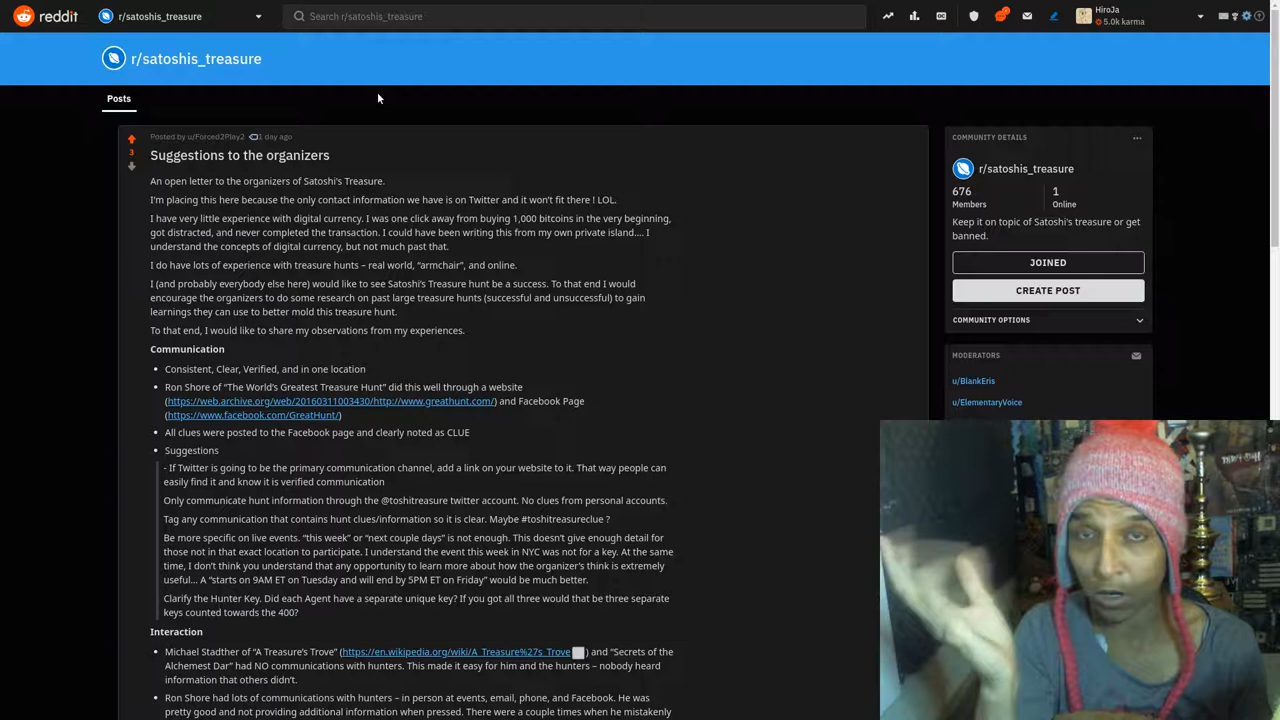 reddit
r/satoshis_treasure
Search r/satoshis_treasure
HiroJa
5.0k karma
r/satoshis_treasure
Posts
Posted by u/Forced2Play2 1 day ago
3
Suggestions to the organizers
An open letter to the organizers of Satoshi's Treasure.
I'm placing this here because the only contact information we have is on Twitter and it won't fit there ! LOL.
I have very little experience with digital currency. I was one click away from buying 1,000 bitcoins in the very beginning,
got distracted, and never completed the transaction. I could have been writing this from my own private island.... I
understand the concepts of digital currency, but not much past that.
I do have lots of experience with treasure hunts – real world, "armchair", and online.
I (and probably everybody else here) would like to see Satoshi's Treasure hunt be a success. To that end I would
encourage the organizers to do some research on past large treasure hunts (successful and unsuccessful) to gain
learnings they can use to better mold this treasure hunt.
To that end, I would like to share my observations from my experiences.
Communication
• Consistent, Clear, Verified, and in one location
• Ron Shore of "The World's Greatest Treasure Hunt" did this well through a website
(https://web.archive.org/web/20160311003430/http://www.greathunt.com/) and Facebook Page
(https://www.facebook.com/GreatHunt/)
• All clues were posted to the Facebook page and clearly noted as CLUE
• Suggestions
- If Twitter is going to be the primary communication channel, add a link on your website to it. That way people can
easily find it and know it is verified communication
Only communicate hunt information through the @toshitreasure twitter account. No clues from personal accounts.
Tag any communication that contains hunt clues/information so it is clear. Maybe #toshitreasureclue ?
Be more specific on live events. "this week" or "next couple days" is not enough. This doesn't give enough detail for
those not in that exact location to participate. I understand the event this week in NYC was not for a key. At the same
time, I don't think you understand that any opportunity to learn more about how the organizer's think is extremely
useful... A "starts on 9AM ET on Tuesday and will end by 5PM ET on Friday" would be much better.
Clarify the Hunter Key. Did each Agent have a separate unique key? If you got all three would that be three separate
keys counted towards the 400?
Interaction
• Michael Stadther of "A Treasure's Trove" (https://en.wikipedia.org/wiki/A_Treasure%27s_Trove ) and "Secrets of the
Alchemest Dar" had NO communications with hunters. This made it easy for him and the hunters – nobody heard
information that others didn't.
• Ron Shore had lots of communications with hunters – in person at events, email, phone, and Facebook. He was
pretty good and not providing additional information when pressed. There were a couple times when he mistakenly
COMMUNITY DETAILS
r/satoshis_treasure
676
Members
1
Online
Keep it on topic of Satoshi's treasure or get
banned.
JOINED
CREATE POST
COMMUNITY OPTIONS
MODERATORS
u/BlankEris
u/ElementaryVoice